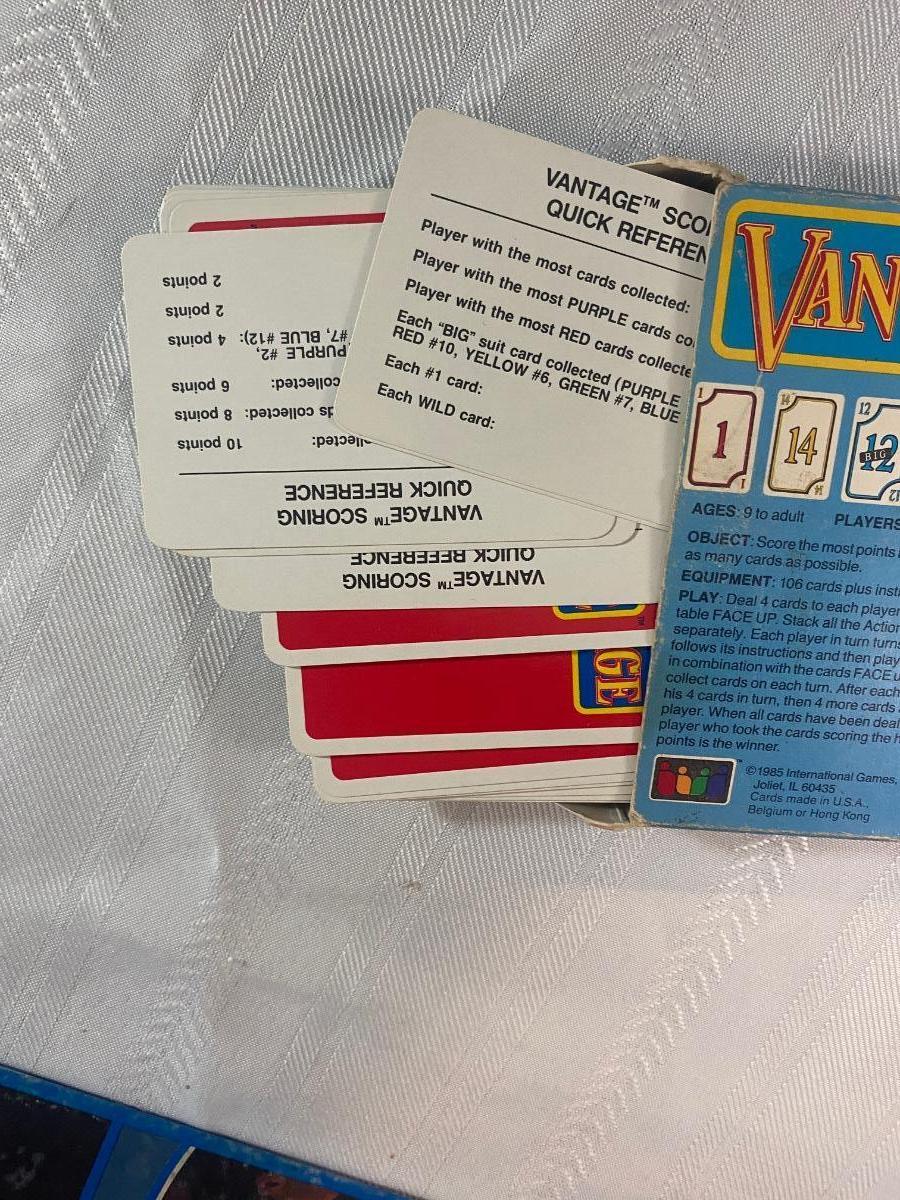 VANTAGE™ SCO
QUICK REFEREN
Player with the most cards collected:
Player with the most PURPLE cards co
Player with the most RED cards collecte
Each "BIG" suit card collected (PURPLE
RED #10, YELLOW #6, GREEN #7, BLUE
Each #1 card:
Each WILD card:
VANTAGE™ SCORING
QUICK REFERENCE
ollected: 10 points
ds collected: 8 points
collected: 6 points
PURPLE #2,
#7, BLUE #12): 4 points
2 points
2 points
VANTAGE™ SCORING
QUICK REFERENCE
GE
VAN
1
1
1
14
14
14
12
12
BIG
12
AGES: 9 to adult PLAYERS
OBJECT: Score the most points
as many cards as possible.
EQUIPMENT: 106 cards plus inst
PLAY: Deal 4 cards to each player
table FACE UP. Stack all the Action
separately. Each player in turn turns
follows its instructions and then play
in combination with the cards FACE u
collect cards on each turn. After each
his 4 cards in turn, then 4 more cards
player. When all cards have been deal
player who took the cards scoring the h
points is the winner.
©1985 International Games,
Joliet, IL 60435
Cards made in U.S.A.,
Belgium or Hong Kong